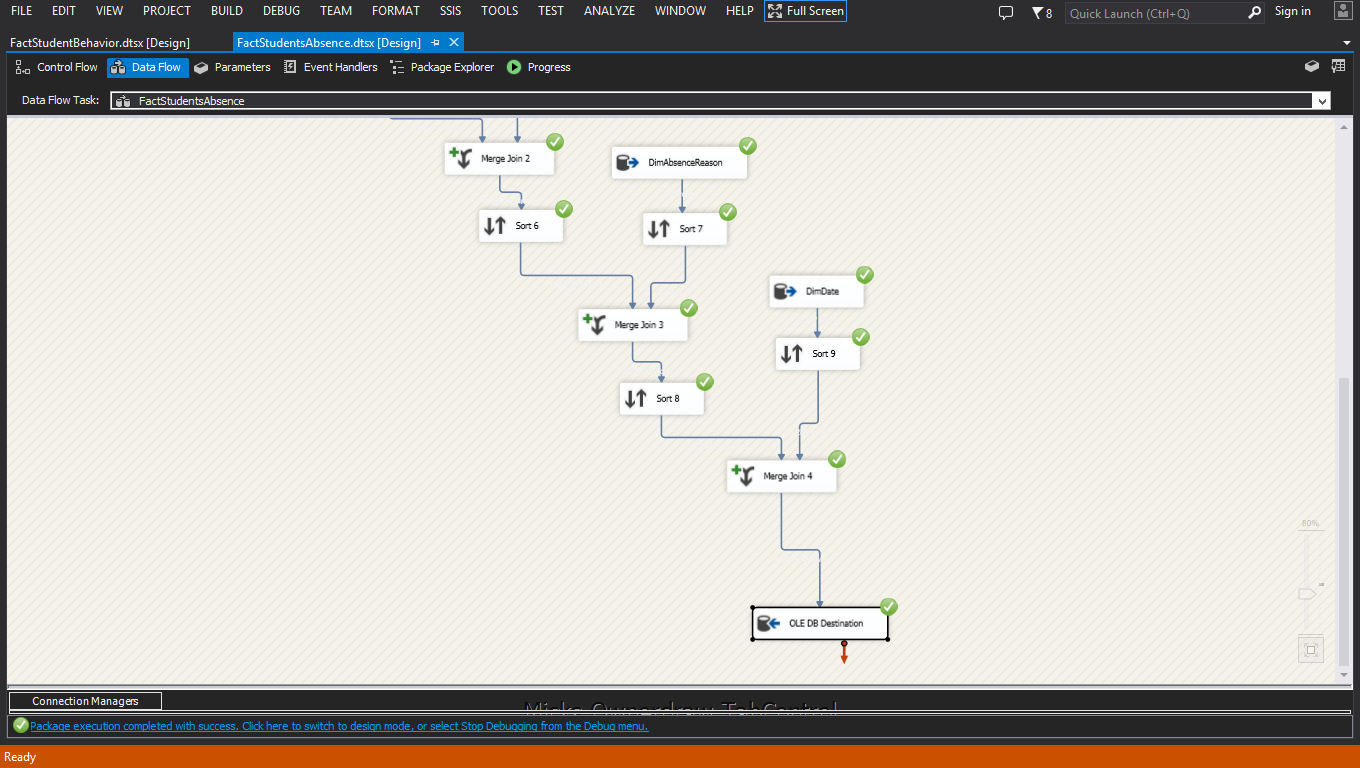 FILE EDIT VIEW PROJECT BUILD DEBUG TEAM FORMAT SSIS TOOLS TEST ANALYZE WINDOW HELP Full Screen 8 Quick Launch (Ctrl+Q) Sign in
FactStudentBehavior.dtsx [Design] FactStudentsAbsence.dtsx [Design]
Control Flow Data Flow Parameters Event Handlers Package Explorer Progress
Data Flow Task: FactStudentsAbsence
Merge Join 2
DimAbsenceReason
Sort 6
Sort 7
DimDate
Merge Join 3
Sort 9
Sort 8
Merge Join 4
80%
OLE DB Destination
Connection Managers
Package execution completed with success. Click here to switch to design mode, or select Stop Debugging from the Debug menu.
Ready